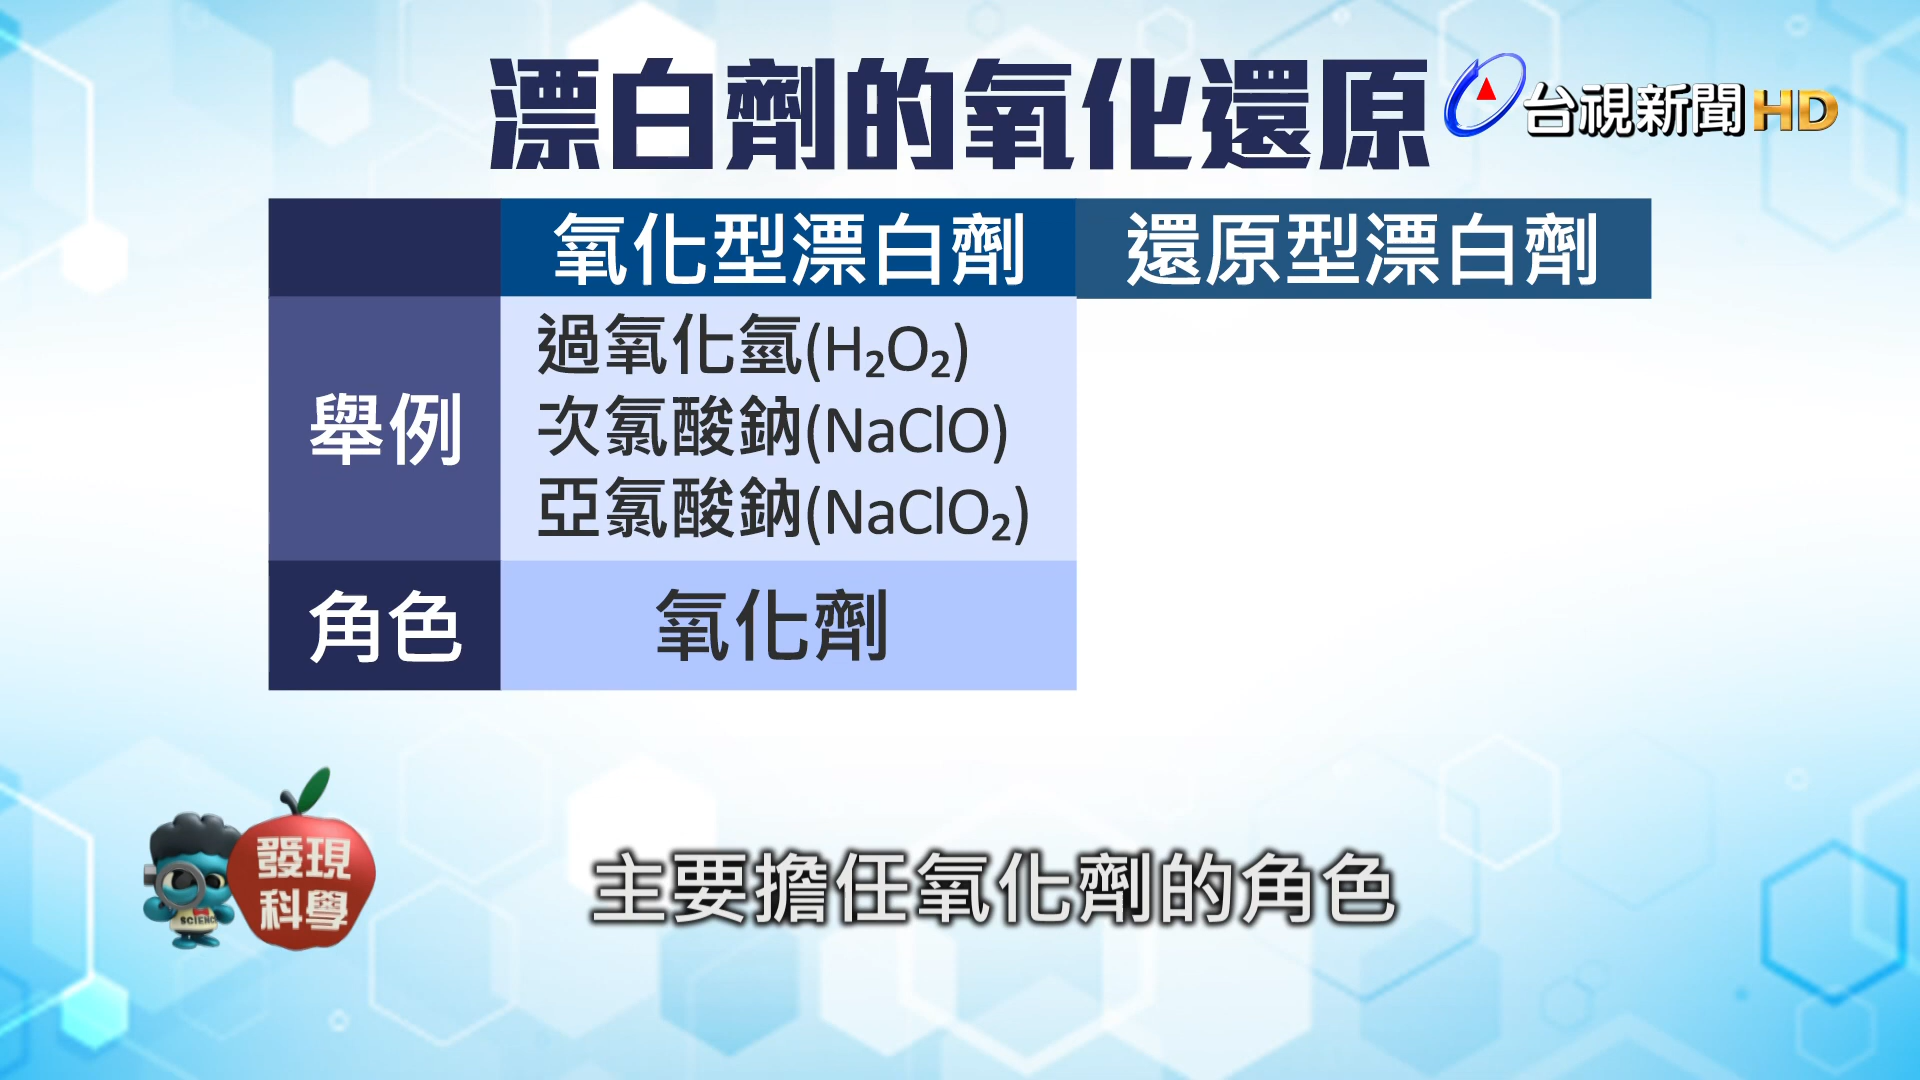 漂白劑的氧化還原
台視新聞HD
氧化型漂白劑 還原型漂白劑
舉例
過氧化氫(H₂O₂)
次氯酸鈉(NaClO)
亞氯酸鈉(NaClO₂)
角色 氧化劑
發現
科學
SCIENCE
主要擔任氧化劑的角色